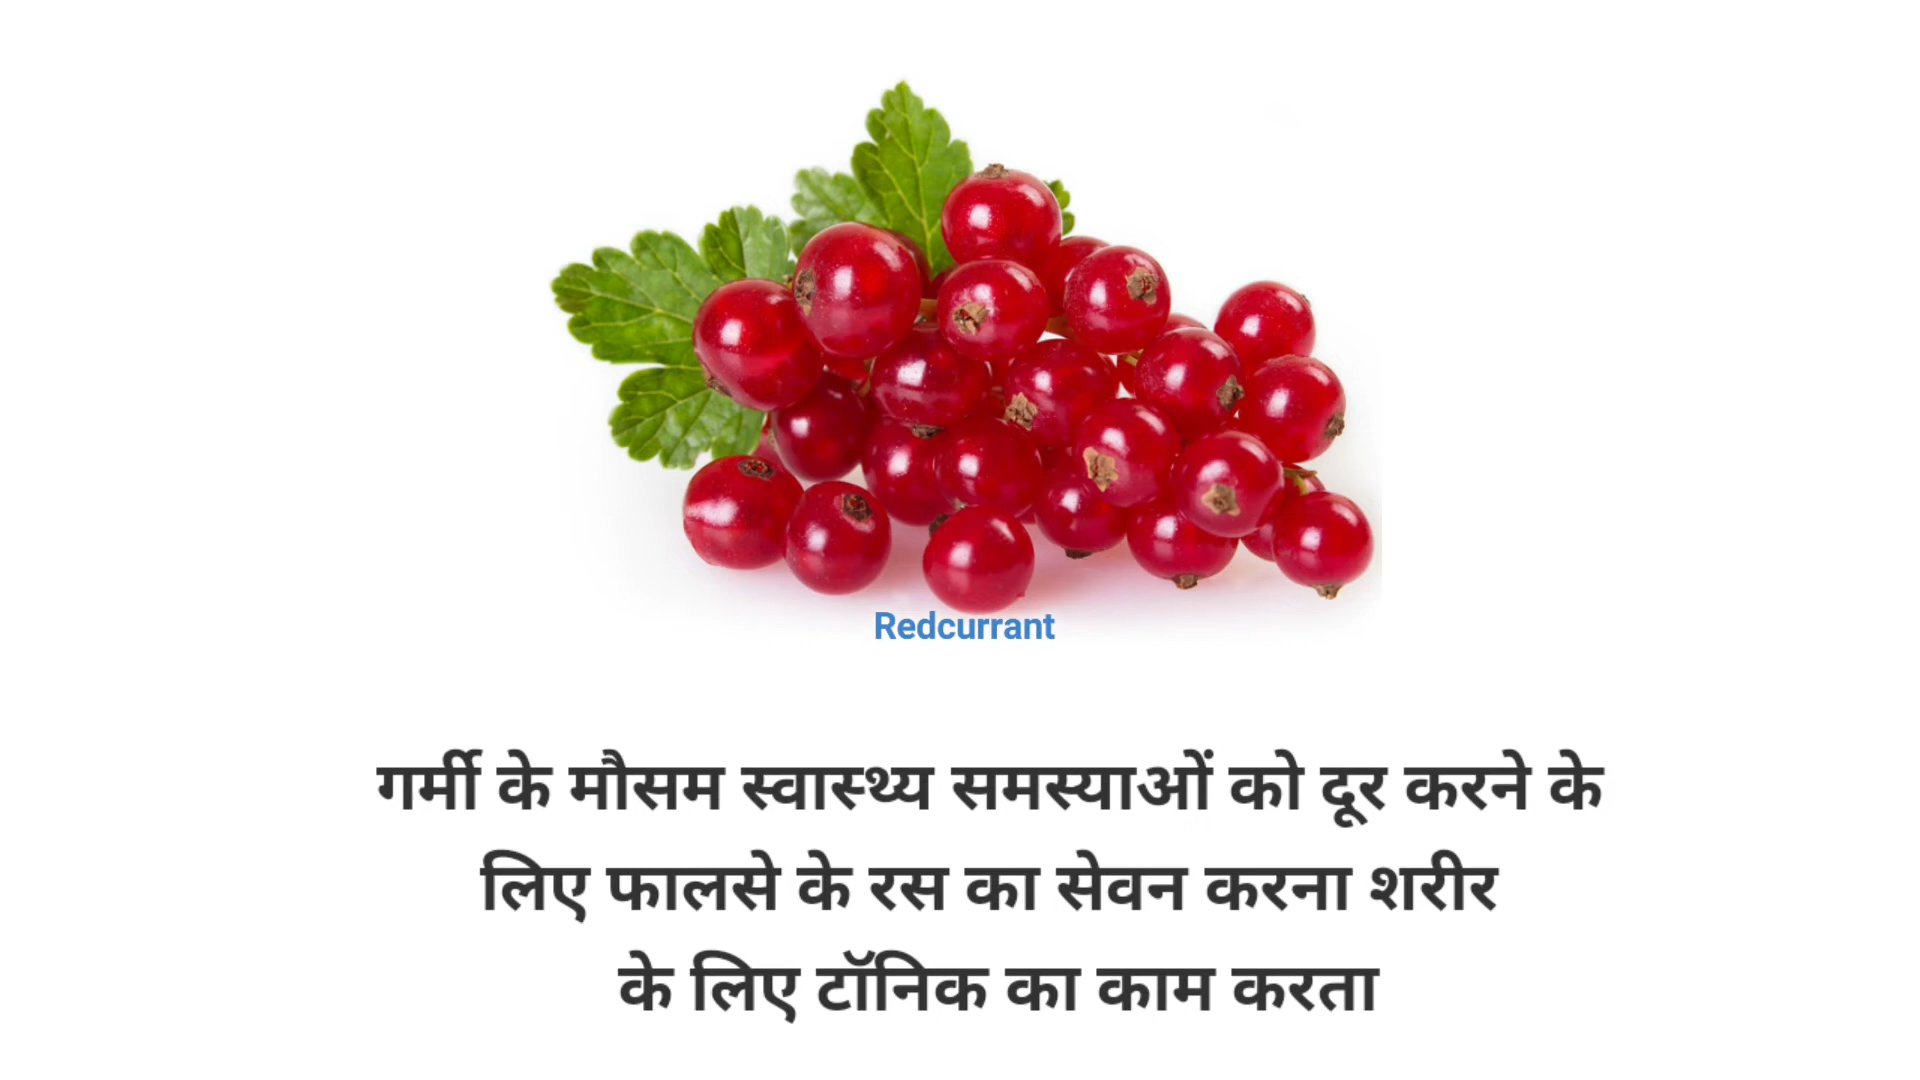 Redcurrant
गर्मी के मौसम स्वास्थ्य समस्याओं को दूर करने के
लिए फालसे के रस का सेवन करना शरीर
के लिए टॉनिक का काम करता